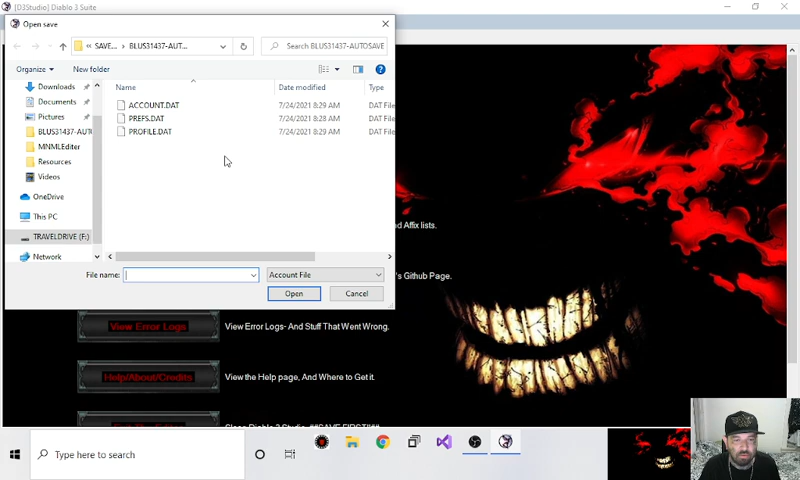 [D3Studio] Diablo 3 Suite
Open save
« SAVE... > BLUS31437-AUT...
Search BLUS31437-AUTOSAVE
Organize
New folder
Name
Date modified
Type
Downloads
Documents
Pictures
BLUS31437-AUT
MNMLEditer
Resources
Videos
OneDrive
This PC
TRAVELDRIVE (F:)
Network
ACCOUNT.DAT 7/24/2021 8:29 AM DAT File
PREFS.DAT 7/24/2021 8:28 AM DAT File
PROFILE.DAT 7/24/2021 8:29 AM DAT File
File name:
Account File
Open
Cancel
nd Affix lists.
's Github Page.
View Error Logs
View Error Logs- And Stuff That Went Wrong.
Help/About/Credits
View the Help page, And Where to Get it.
Type here to search